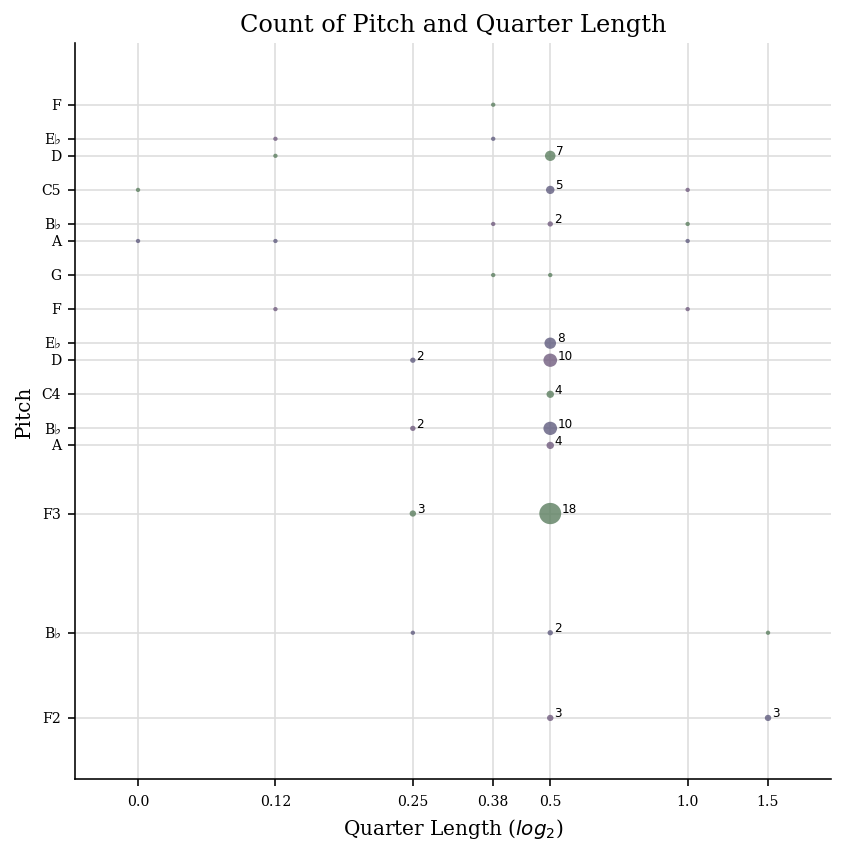 Count of Pitch and Quarter Length
F
E♭
D
7
C5
5
B♭
2
A
G
F
E♭
8
D
2
10
C4
4
B♭
2
10
A
4
F3
3
18
B♭
2
F2
3
3
Pitch
0.0 0.12 0.25 0.38 0.5 1.0 1.5
Quarter Length (log₂)